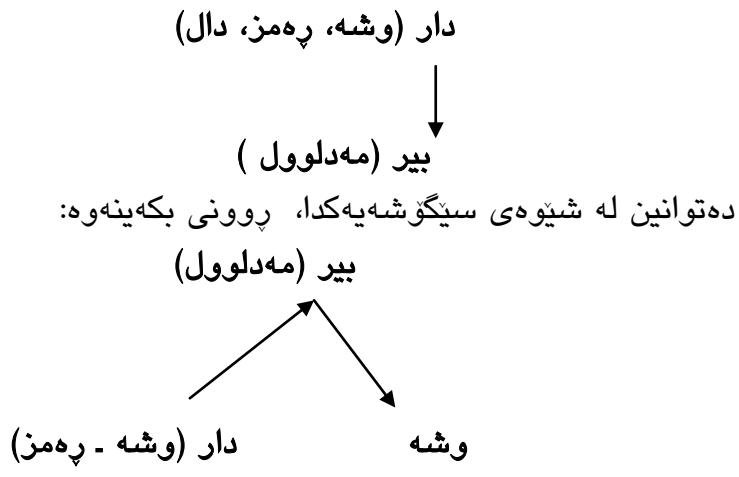 دار (وشە، ڕەمز، دال)
بیر (مەدلوول )
دەتوانین لە شێوەی سێگۆشەیەکدا، ڕوونی بکەینەوە:
بیر (مەدلوول)
وشە دار (وشە ـ ڕەمز)